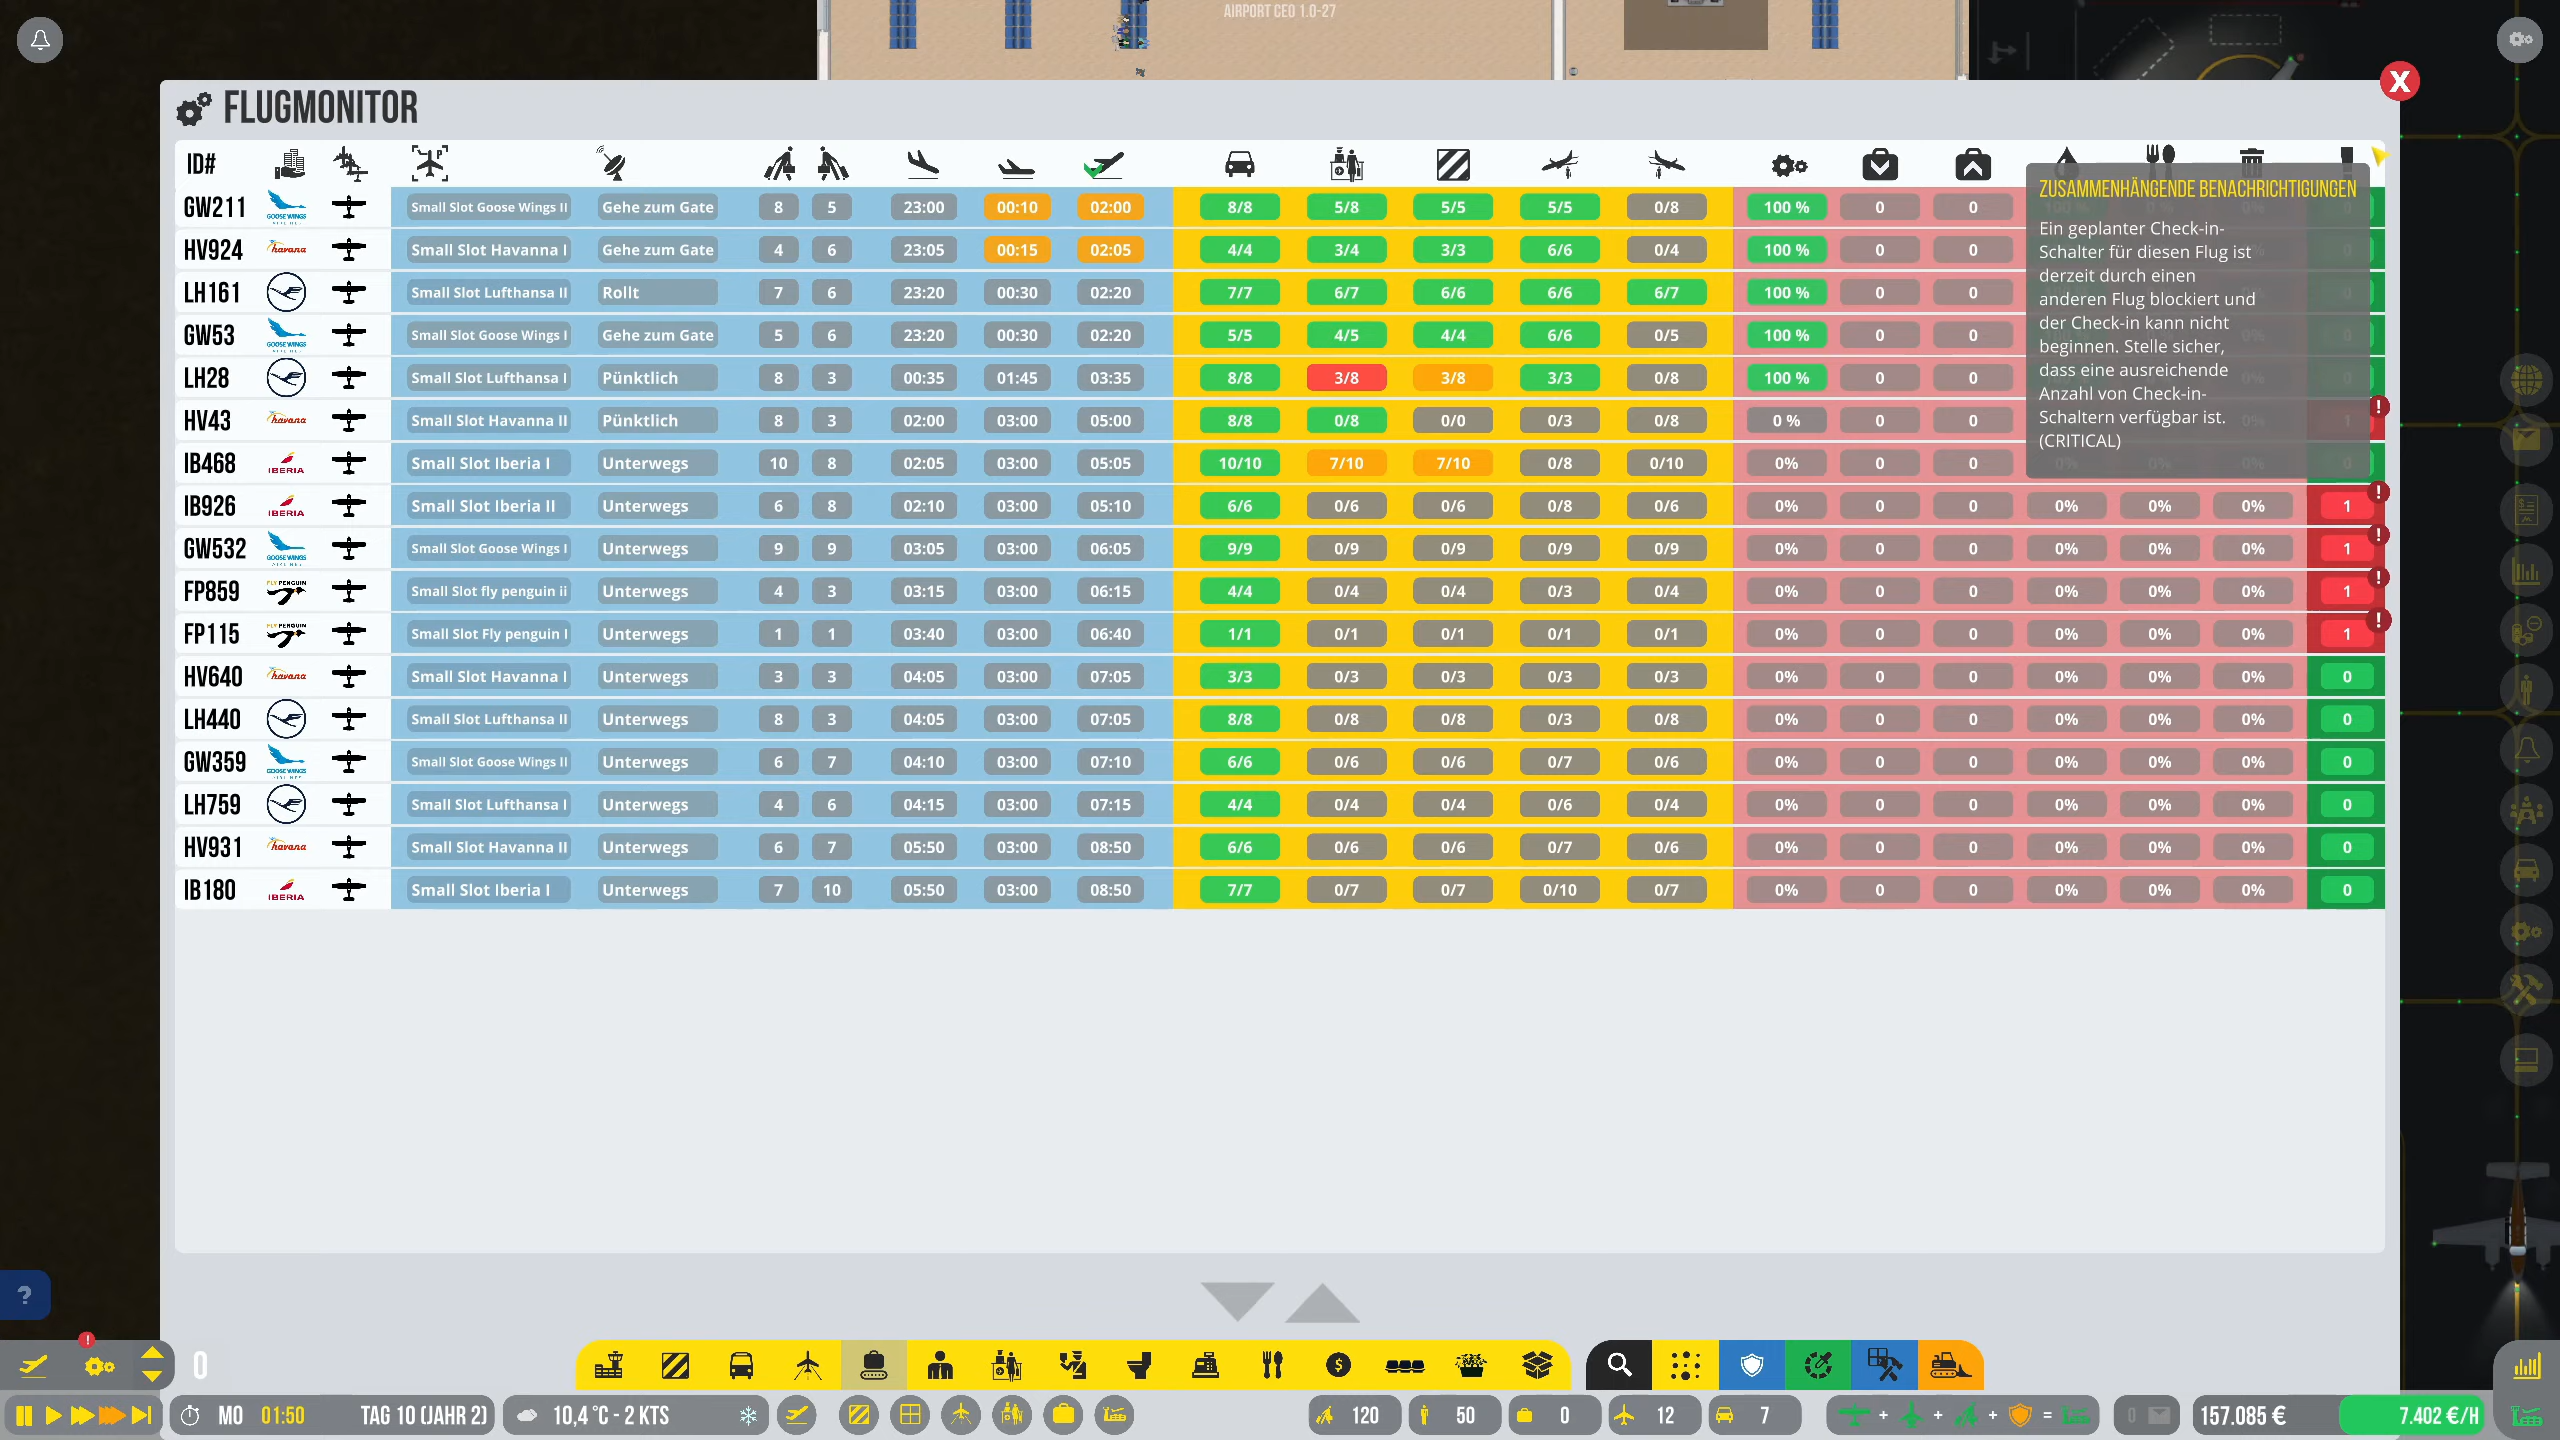 AIRPORT CEO 1.0-27
FLUGMONITOR
ID#
ZUSAMMENHÄNGENDE BENACHRICHTIGUNGEN
Ein geplanter Check-in-
Schalter für diesen Flug ist
derzeit durch einen
anderen Flug blockiert und
der Check-in kann nicht
beginnen. Stelle sicher,
dass eine ausreichende
Anzahl von Check-in-
Schaltern verfügbar ist.
(CRITICAL)
GW211 GOOSE WINGS Small Slot Goose Wings II Gehe zum Gate 8 5 23:00 00:10 02:00 8/8 5/8 5/5 5/5 0/8 100 % 0 0
HV924 havana Small Slot Havanna I Gehe zum Gate 4 6 23:05 00:15 02:05 4/4 3/4 3/3 6/6 0/4 100 % 0 0
LH161 Small Slot Lufthansa II Rollt 7 6 23:20 00:30 02:20 7/7 6/7 6/6 6/6 6/7 100 % 0 0
GW53 GOOSE WINGS Small Slot Goose Wings I Gehe zum Gate 5 6 23:20 00:30 02:20 5/5 4/5 4/4 6/6 0/5 100 % 0 0
LH28 Small Slot Lufthansa I Pünktlich 8 3 00:35 01:45 03:35 8/8 3/8 3/8 3/3 0/8 100 % 0 0
HV43 havana Small Slot Havanna II Pünktlich 8 3 02:00 03:00 05:00 8/8 0/8 0/0 0/3 0/8 0 % 0 0 1 !
IB468 IBERIA Small Slot Iberia I Unterwegs 10 8 02:05 03:00 05:05 10/10 7/10 7/10 0/8 0/10 0% 0 0
IB926 IBERIA Small Slot Iberia II Unterwegs 6 8 02:10 03:00 05:10 6/6 0/6 0/6 0/8 0/6 0% 0 0 0% 0% 0% 1 !
GW532 GOOSE WINGS Small Slot Goose Wings I Unterwegs 9 9 03:05 03:00 06:05 9/9 0/9 0/9 0/9 0/9 0% 0 0 0% 0% 0% 1 !
FP859 FLY PENGUIN Small Slot fly penguin ii Unterwegs 4 3 03:15 03:00 06:15 4/4 0/4 0/4 0/3 0/4 0% 0 0 0% 0% 0% 1 !
FP115 FLY PENGUIN Small Slot Fly penguin I Unterwegs 1 1 03:40 03:00 06:40 1/1 0/1 0/1 0/1 0/1 0% 0 0 0% 0% 0% 1 !
HV640 havana Small Slot Havanna I Unterwegs 3 3 04:05 03:00 07:05 3/3 0/3 0/3 0/3 0/3 0% 0 0 0% 0% 0% 0
LH440 Small Slot Lufthansa II Unterwegs 8 3 04:05 03:00 07:05 8/8 0/8 0/8 0/3 0/8 0% 0 0 0% 0% 0% 0
GW359 GOOSE WINGS Small Slot Goose Wings II Unterwegs 6 7 04:10 03:00 07:10 6/6 0/6 0/6 0/7 0/6 0% 0 0 0% 0% 0% 0
LH759 Small Slot Lufthansa I Unterwegs 4 6 04:15 03:00 07:15 4/4 0/4 0/4 0/6 0/4 0% 0 0 0% 0% 0% 0
HV931 havana Small Slot Havanna II Unterwegs 6 7 05:50 03:00 08:50 6/6 0/6 0/6 0/7 0/6 0% 0 0 0% 0% 0% 0
IB180 IBERIA Small Slot Iberia I Unterwegs 7 10 05:50 03:00 08:50 7/7 0/7 0/7 0/10 0/7 0% 0 0 0% 0% 0% 0
?
! 0
MO 01:50 TAG 10 (JAHR 2) 10,4 °C - 2 KTS 120 50 0 12 7 + + + = 0 157.085 € 7.402 €/H